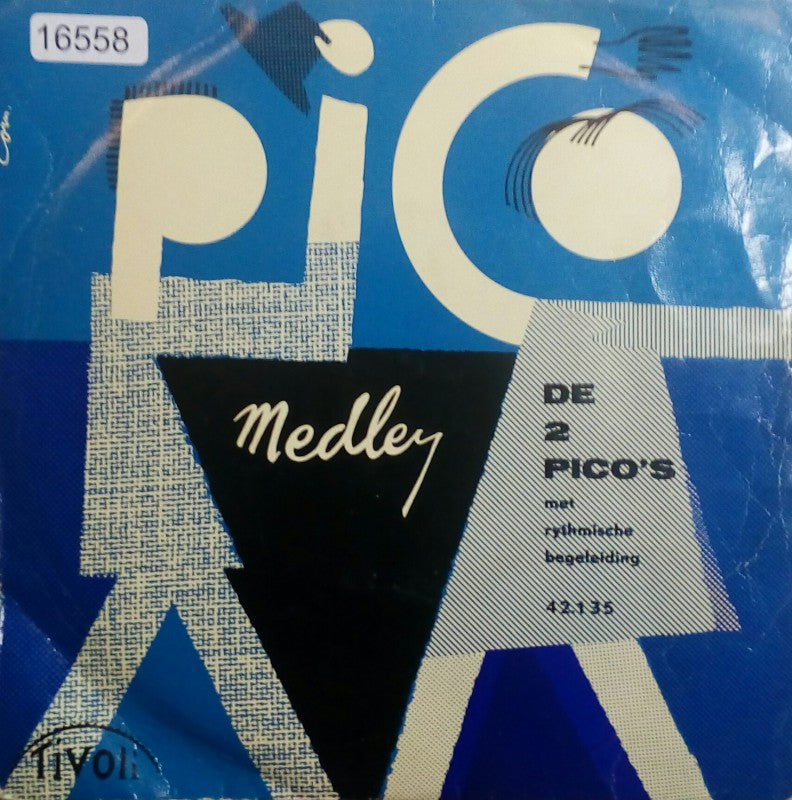 16558
PiCO
Medley
DE
2
PICO'S
met
rythmische
begeleiding
42.135
Tivoli